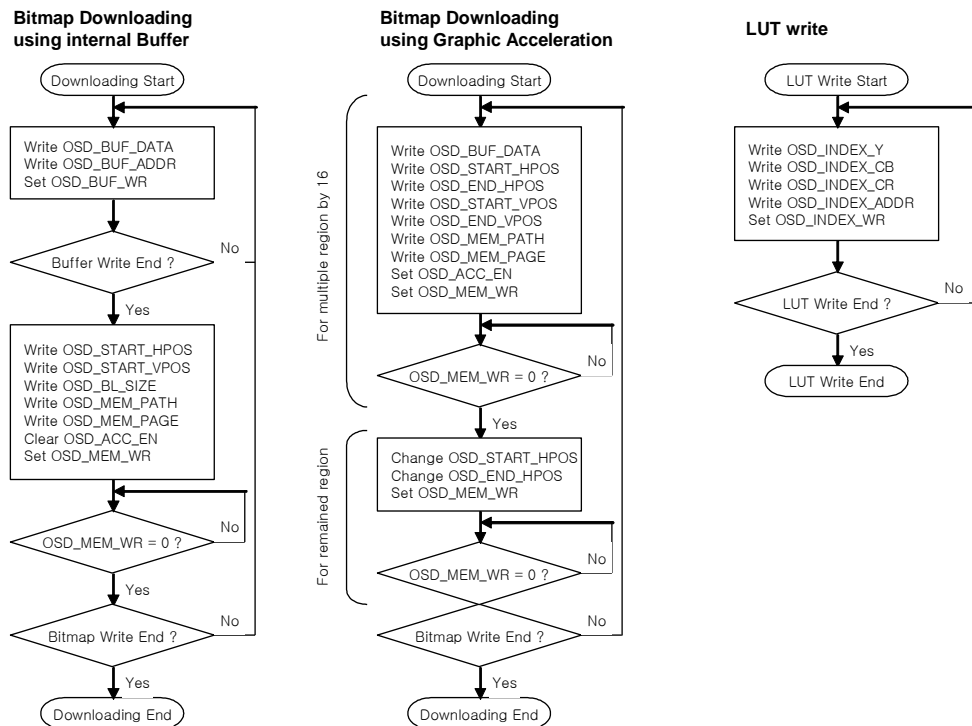 Bitmap Downloading
using internal Buffer
Downloading Start
Write OSD_BUF_DATA
Write OSD_BUF_ADDR
Set OSD_BUF_WR
Buffer Write End ?
No
Yes
Write OSD_START_HPOS
Write OSD_START_VPOS
Write OSD_BL_SIZE
Write OSD_MEM_PATH
Write OSD_MEM_PAGE
Clear OSD_ACC_EN
Set OSD_MEM_WR
OSD_MEM_WR = 0 ?
No
Yes
Bitmap Write End ?
No
Yes
Downloading End
Bitmap Downloading
using Graphic Acceleration
Downloading Start
For multiple region by 16
Write OSD_BUF_DATA
Write OSD_START_HPOS
Write OSD_END_HPOS
Write OSD_START_VPOS
Write OSD_END_VPOS
Write OSD_MEM_PATH
Write OSD_MEM_PAGE
Set OSD_ACC_EN
Set OSD_MEM_WR
OSD_MEM_WR = 0 ?
No
Yes
For remained region
Change OSD_START_HPOS
Change OSD_END_HPOS
Set OSD_MEM_WR
OSD_MEM_WR = 0 ?
No
Bitmap Write End ?
No
Yes
Downloading End
LUT write
LUT Write Start
Write OSD_INDEX_Y
Write OSD_INDEX_CB
Write OSD_INDEX_CR
Write OSD_INDEX_ADDR
Set OSD_INDEX_WR
LUT Write End ?
No
Yes
LUT Write End